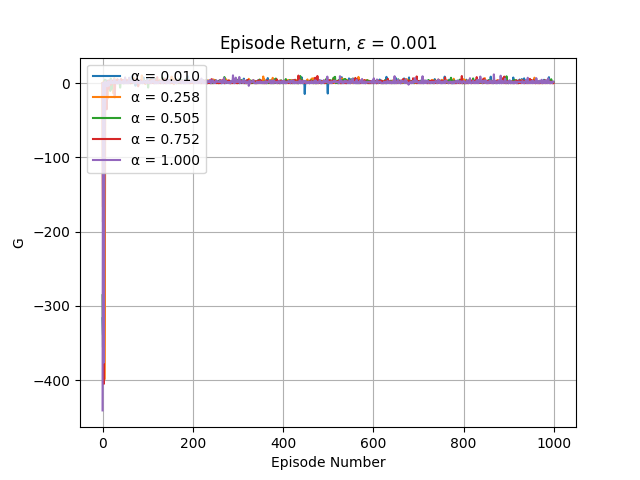 Episode Return, ε = 0.001
α = 0.010
α = 0.258
α = 0.505
α = 0.752
α = 1.000
0
−100
−200
−300
−400
G
0
200
400
600
800
1000
Episode Number